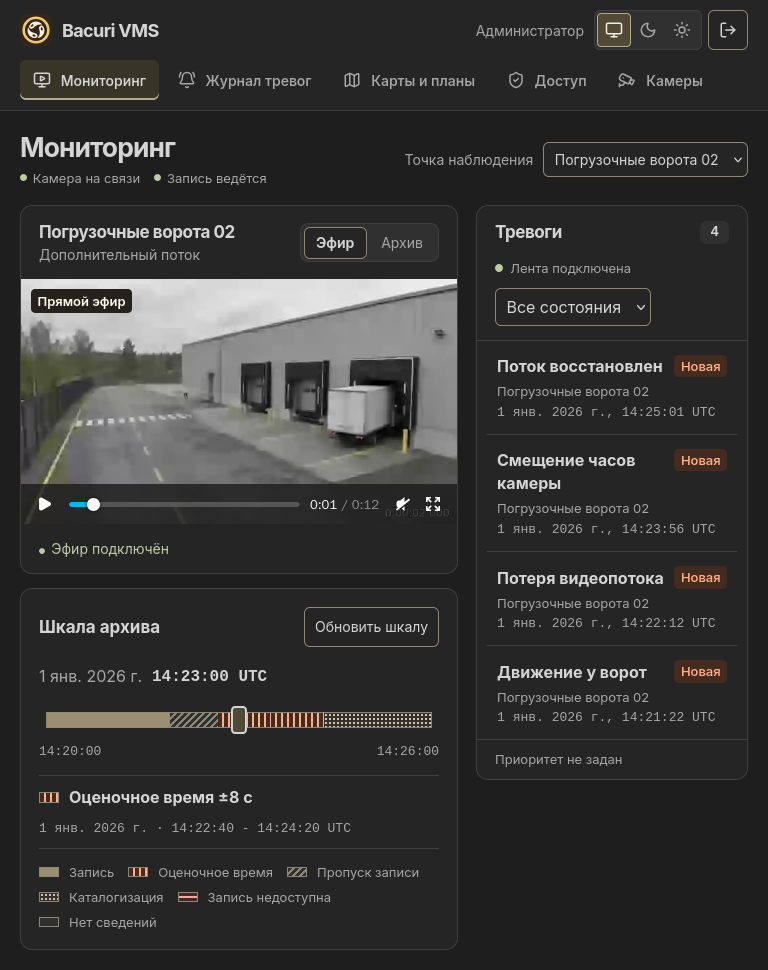 Bacuri VMS
Администратор
Мониторинг
Журнал тревог
Карты и планы
Доступ
Камеры
Мониторинг
Камера на связи
Запись ведётся
Точка наблюдения
Погрузочные ворота 02
Погрузочные ворота 02
Дополнительный поток
Эфир
Архив
Прямой эфир
0:01 / 0:12
Эфир подключён
Шкала архива
Обновить шкалу
1 янв. 2026 г. 14:23:00 UTC
14:20:00
14:26:00
Оценочное время ±8 с
1 янв. 2026 г. · 14:22:40 - 14:24:20 UTC
Запись
Оценочное время
Пропуск записи
Каталогизация
Запись недоступна
Нет сведений
Тревоги
4
Лента подключена
Все состояния
Поток восстановлен
Новая
Погрузочные ворота 02
1 янв. 2026 г., 14:25:01 UTC
Смещение часов
камеры
Новая
Погрузочные ворота 02
1 янв. 2026 г., 14:23:56 UTC
Потеря видеопотока
Новая
Погрузочные ворота 02
1 янв. 2026 г., 14:22:12 UTC
Движение у ворот
Новая
Погрузочные ворота 02
1 янв. 2026 г., 14:21:22 UTC
Приоритет не задан